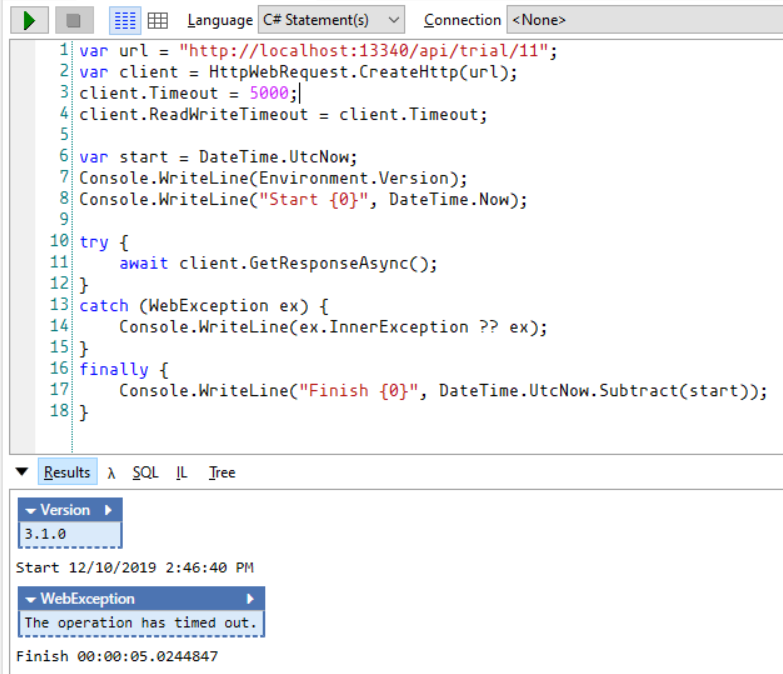 Language C# Statement(s) Connection <None>
1 var url = "http://localhost:13340/api/trial/11";
2 var client = HttpWebRequest.CreateHttp(url);
3 client.Timeout = 5000;
4 client.ReadWriteTimeout = client.Timeout;
5
6 var start = DateTime.UtcNow;
7 Console.WriteLine(Environment.Version);
8 Console.WriteLine("Start {0}", DateTime.Now);
9
10 try {
11     await client.GetResponseAsync();
12 }
13 catch (WebException ex) {
14     Console.WriteLine(ex.InnerException ?? ex);
15 }
16 finally {
17     Console.WriteLine("Finish {0}", DateTime.UtcNow.Subtract(start));
18 }
Results λ SQL IL Tree
Version
3.1.0
Start 12/10/2019 2:46:40 PM
WebException
The operation has timed out.
Finish 00:00:05.0244847